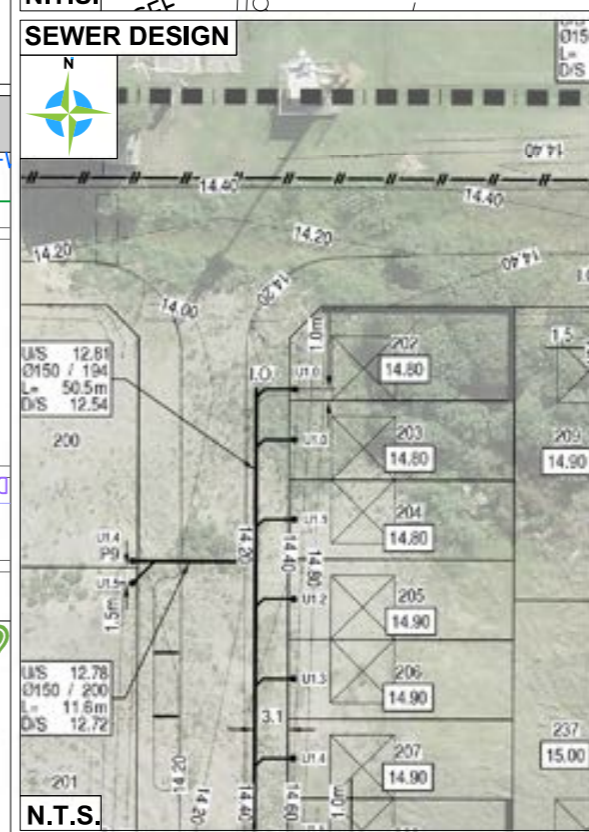 N.T.S.
SEWER DESIGN
N
Ø15
L=
D/S
14.40
14.40
14.40
14.20
14.20
14.40
14.20
14.00
1.0m
202
14.80
1.5
I.O.
U1.0
U/S 12.81
Ø150 / 194
L= 50.5m
D/S 12.54
200
203
14.80
U1.0
209
14.90
204
14.80
14.20
14.40
14.60
U1.4
P9
U1.5
1.5m
U1.2
205
14.90
206
14.90
U1.3
U/S 12.78
Ø150 / 200
L= 11.6m
D/S 12.72
3.1
237
15.00
207
14.90
U1.4
201
14.20
14.20
14.40
14.60
1.0m
N.T.S.